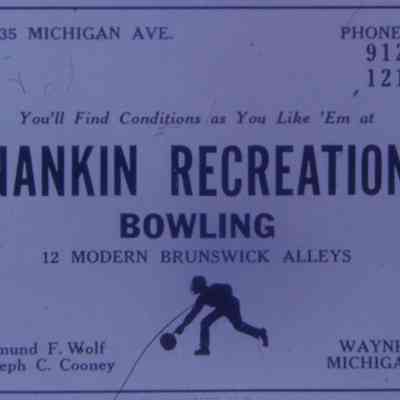 35 MICHIGAN AVE.
PHONE
912
121
You'll Find Conditions as You Like 'Em at
NANKIN RECREATION
BOWLING
12 MODERN BRUNSWICK ALLEYS
mund F. Wolf
eph C. Cooney
WAYNE
MICHIGA